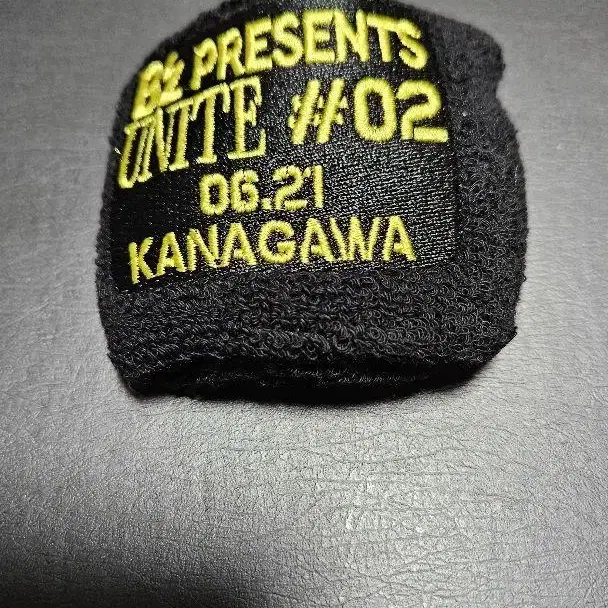 B'z PRESENTS
UNITE #02
06.21
KANAGAWA